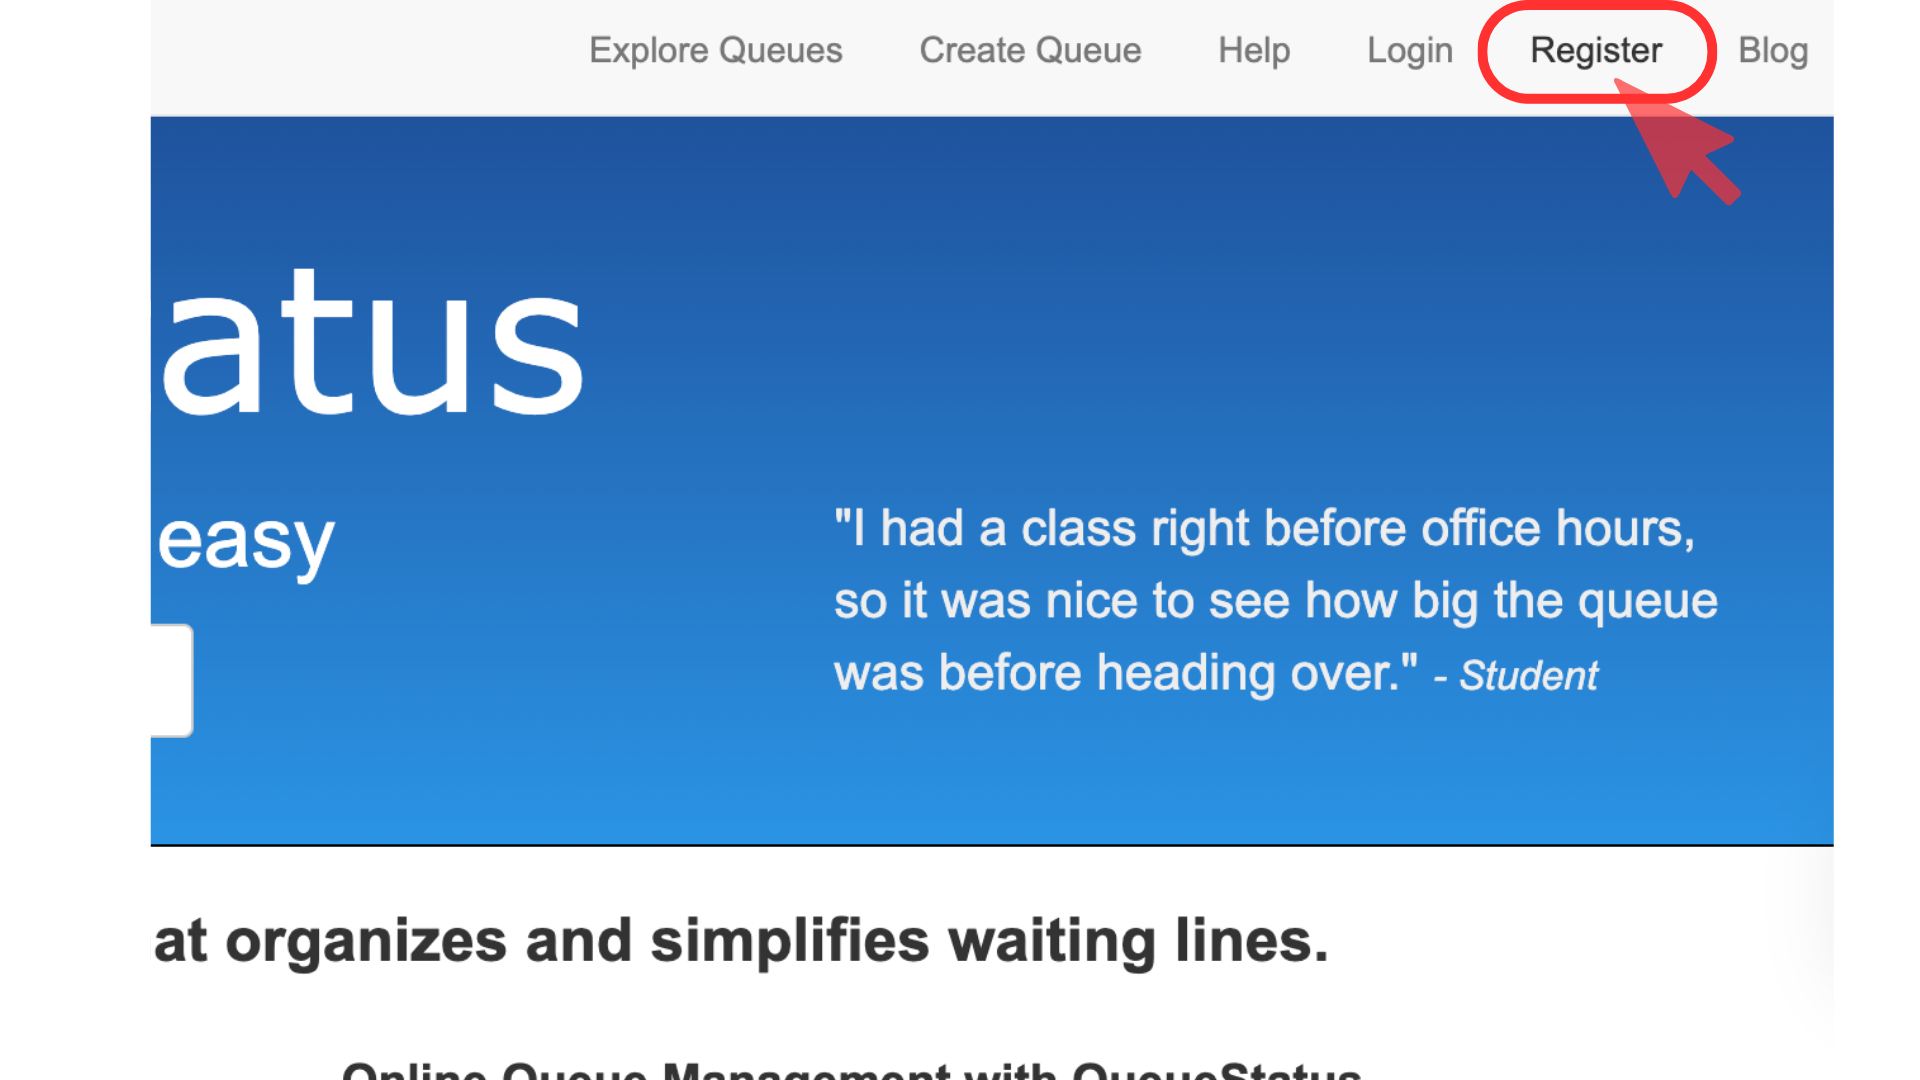 Explore Queues Create Queue Help Login Register Blog
atus
easy
"I had a class right before office hours,
so it was nice to see how big the queue
was before heading over." - Student
at organizes and simplifies waiting lines.
Online Queue Management with QueueStatus